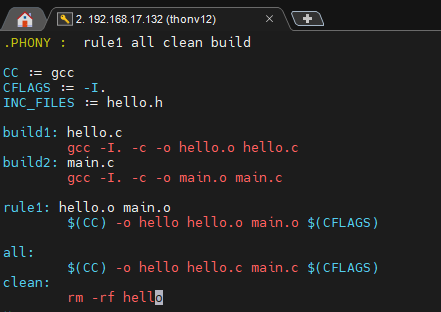 2. 192.168.17.132 (thonv12)
.PHONY :  rule1 all clean build
CC := gcc
CFLAGS := -I.
INC_FILES := hello.h
build1: hello.c
        gcc -I. -c -o hello.o hello.c
build2: main.c
        gcc -I. -c -o main.o main.c
rule1: hello.o main.o
        $(CC) -o hello hello.o main.o $(CFLAGS)
all:
        $(CC) -o hello hello.c main.c $(CFLAGS)
clean:
        rm -rf hello